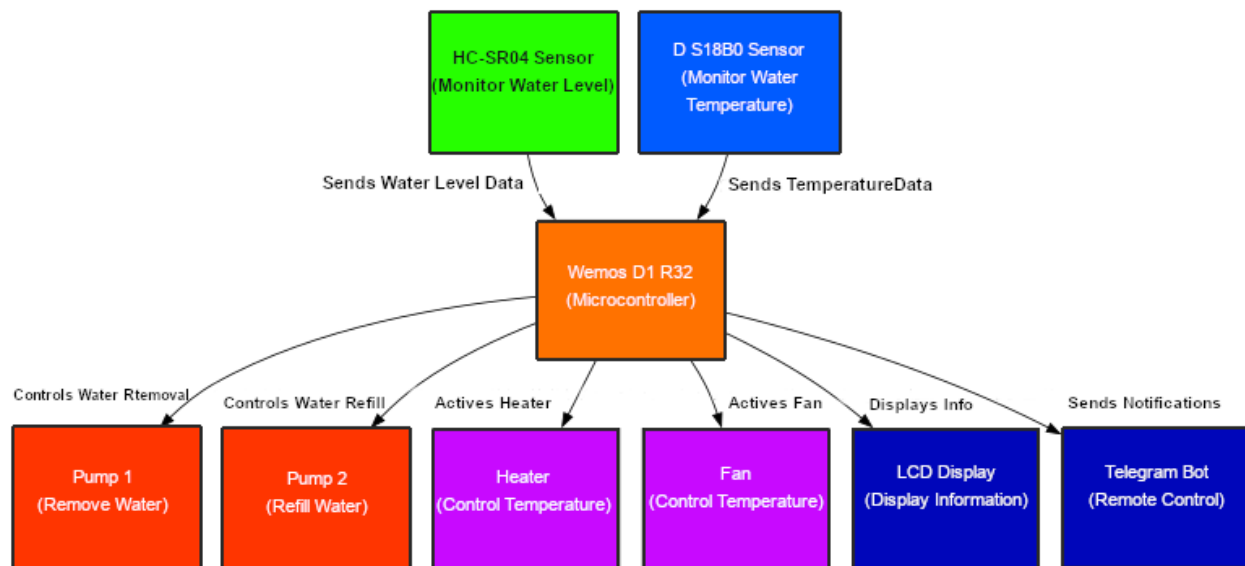 HC-SR04 Sensor
(Monitor Water Level)
D S18B0 Sensor
(Monitor Water
Temperature)
Sends Water Level Data
Sends TemperatureData
Wemos D1 R32
(Microcontroller)
Controls Water Rtemoval
Controls Water Refill
Actives Heater
Actives Fan
Displays Info
Sends Notifications
Pump 1
(Remove Water)
Pump 2
(Refill Water)
Heater
(Control Temperature)
Fan
(Control Temperature)
LCD Display
(Display Information)
Telegram Bot
(Remote Control)